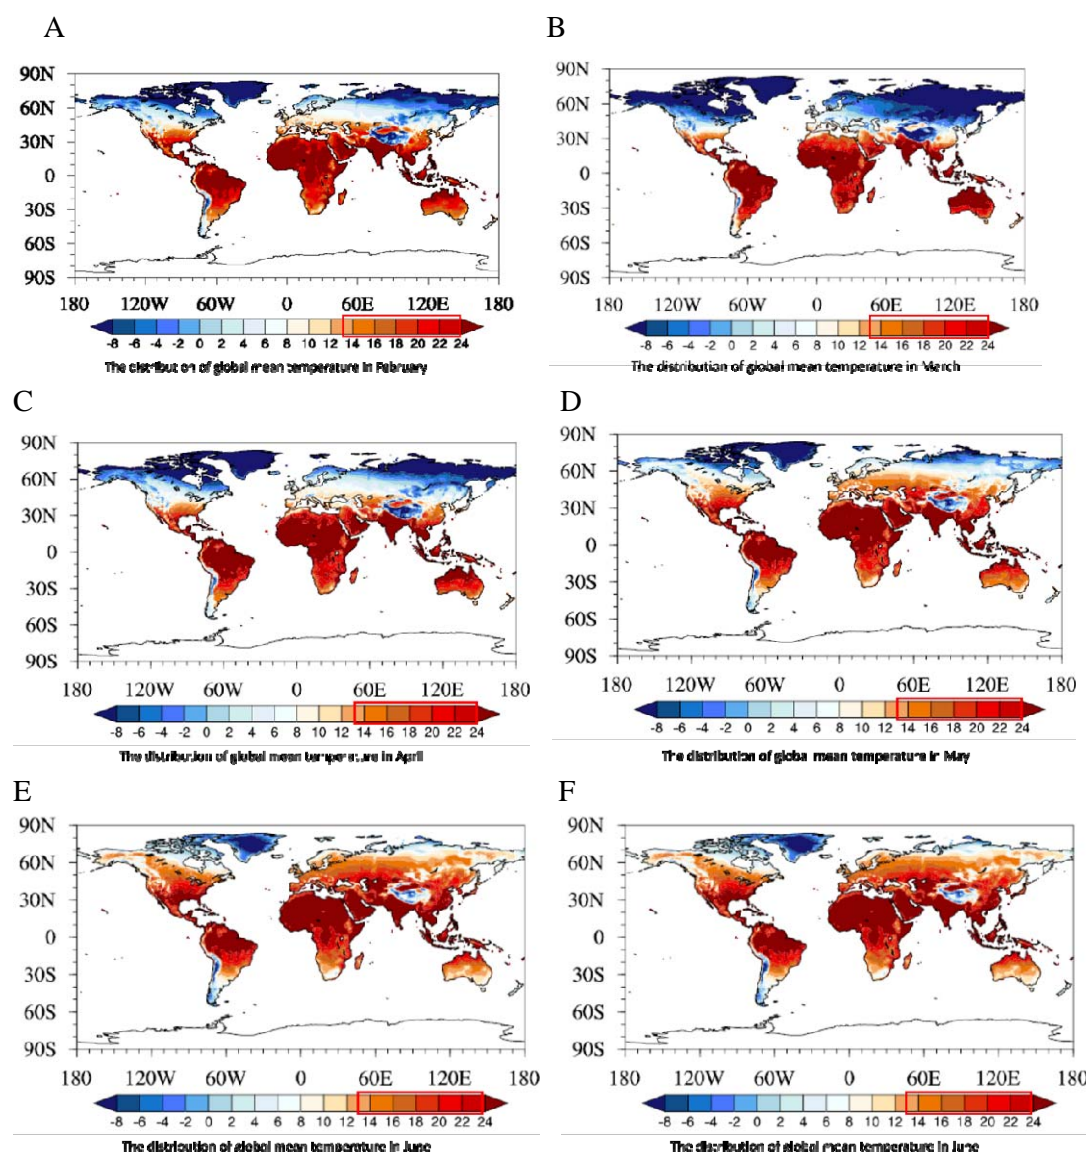 A B
90N
60N
30N
0
30S
60S
90S
180 120W 60W 0 60E 120E 180
-8 -6 -4 -2 0 2 4 6 8 10 12 14 16 18 20 22 24
The distribution of global mean temperature in February
90N
60N
30N
0
30S
60S
90S
180 120W 60W 0 60E 120E 180
-8 -6 -4 -2 0 2 4 6 8 10 12 14 16 18 20 22 24
The distribution of global mean temperature in March
C D
90N
60N
30N
0
30S
60S
90S
180 120W 60W 0 60E 120E 180
-8 -6 -4 -2 0 2 4 6 8 10 12 14 16 18 20 22 24
The distribution of global mean temperature in April
90N
60N
30N
0
30S
60S
90S
180 120W 60W 0 60E 120E 180
-8 -6 -4 -2 0 2 4 6 8 10 12 14 16 18 20 22 24
The distribution of global mean temperature in May
E F
90N
60N
30N
0
30S
60S
90S
180 120W 60W 0 60E 120E 180
-8 -6 -4 -2 0 2 4 6 8 10 12 14 16 18 20 22 24
The distribution of global mean temperature in June
90N
60N
30N
0
30S
60S
90S
180 120W 60W 0 60E 120E 180
-8 -6 -4 -2 0 2 4 6 8 10 12 14 16 18 20 22 24
The distribution of global mean temperature in June